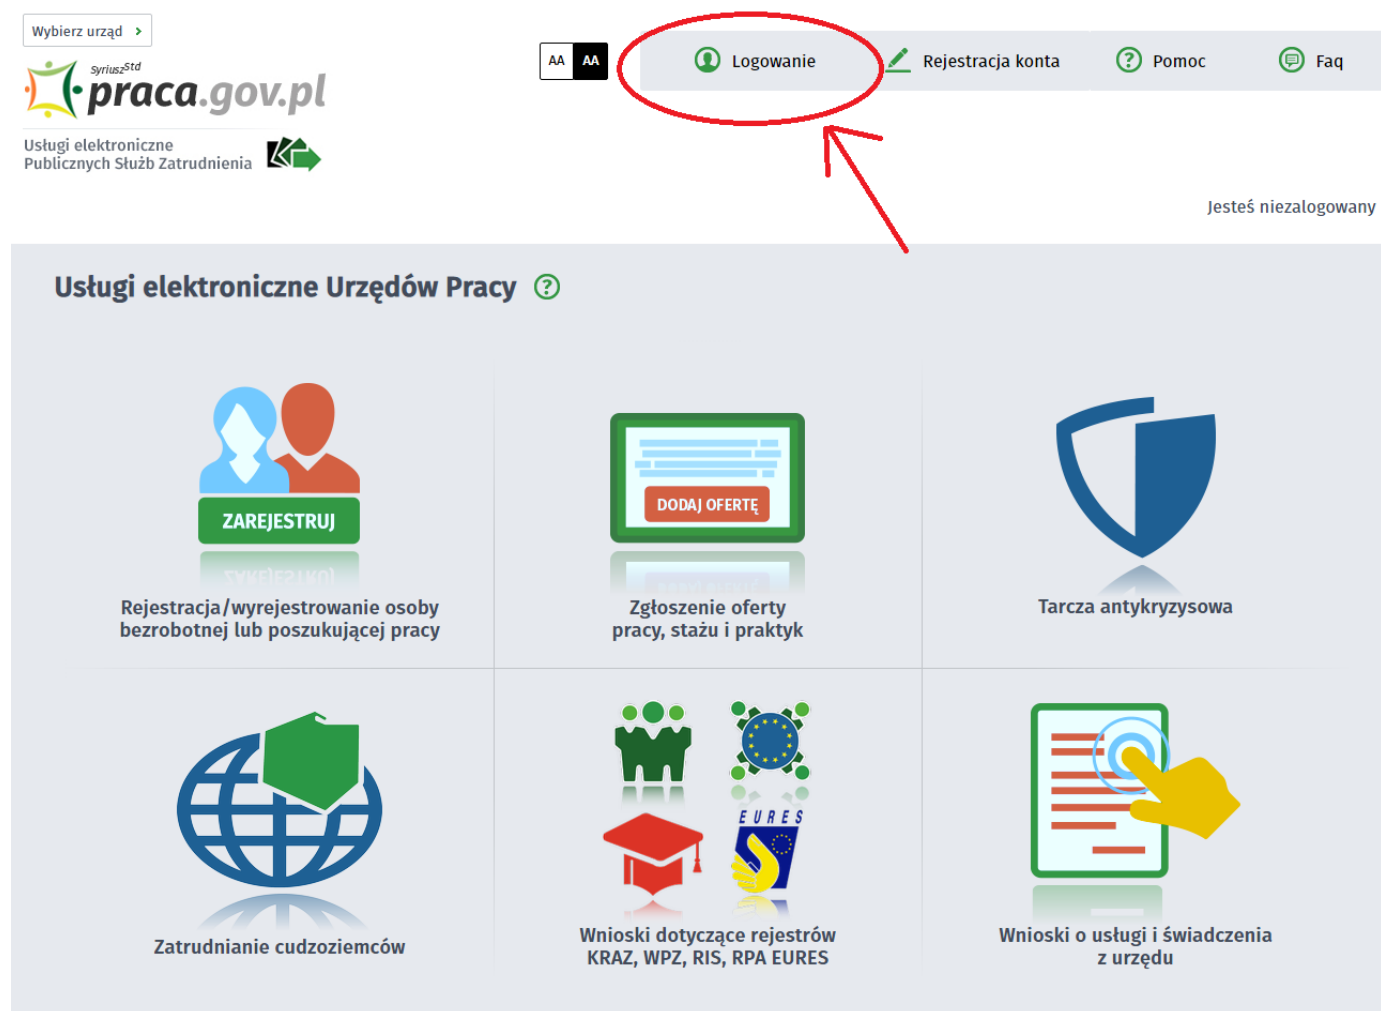 Wybierz urząd
AA AA
Logowanie
Rejestracja konta
Pomoc
Faq
SyriuszStd
praca.gov.pl
Usługi elektroniczne
Publicznych Służb Zatrudnienia
Jesteś niezalogowany
Usługi elektroniczne Urzędów Pracy ?
ZAREJESTRUJ
Rejestracja/wyrejestrowanie osoby
bezrobotnej lub poszukującej pracy
DODAJ OFERTĘ
Zgłoszenie oferty
pracy, stażu i praktyk
Tarcza antykryzysowa
Zatrudnianie cudzoziemców
EURES
Wnioski dotyczące rejestrów
KRAZ, WPZ, RIS, RPA EURES
Wnioski o usługi i świadczenia
z urzędu